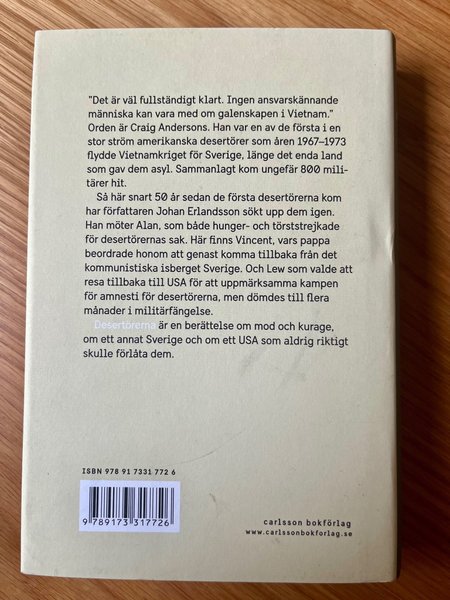 "Det är väl fullständigt klart. Ingen ansvarskännande
människa kan vara med om galenskapen i Vietnam."
Orden är Craig Andersons. Han var en av de första i en
stor ström amerikanska desertörer som åren 1967–1973
flydde Vietnamkriget för Sverige, länge det enda land
som gav dem asyl. Sammanlagt kom ungefär 800 mili-
tärer hit.
Så här snart 50 år sedan de första desertörerna kom
har författaren Johan Erlandsson sökt upp dem igen.
Han möter Alan, som både hunger- och törststrejkade
för desertörernas sak. Här finns Vincent, vars pappa
beordrade honom att genast komma tillbaka från det
kommunistiska isberget Sverige. Och Lew som valde att
resa tillbaka till USA för att uppmärksamma kampen
för amnesti för desertörerna, men dömdes till flera
månader i militärfängelse.
Desertörerna är en berättelse om mod och kurage,
om ett annat Sverige och om ett USA som aldrig riktigt
skulle förlåta dem.
ISBN 978 91 7331 772 6
9 789173 317726
carlsson bokförlag
www.carlssonbokforlag.se